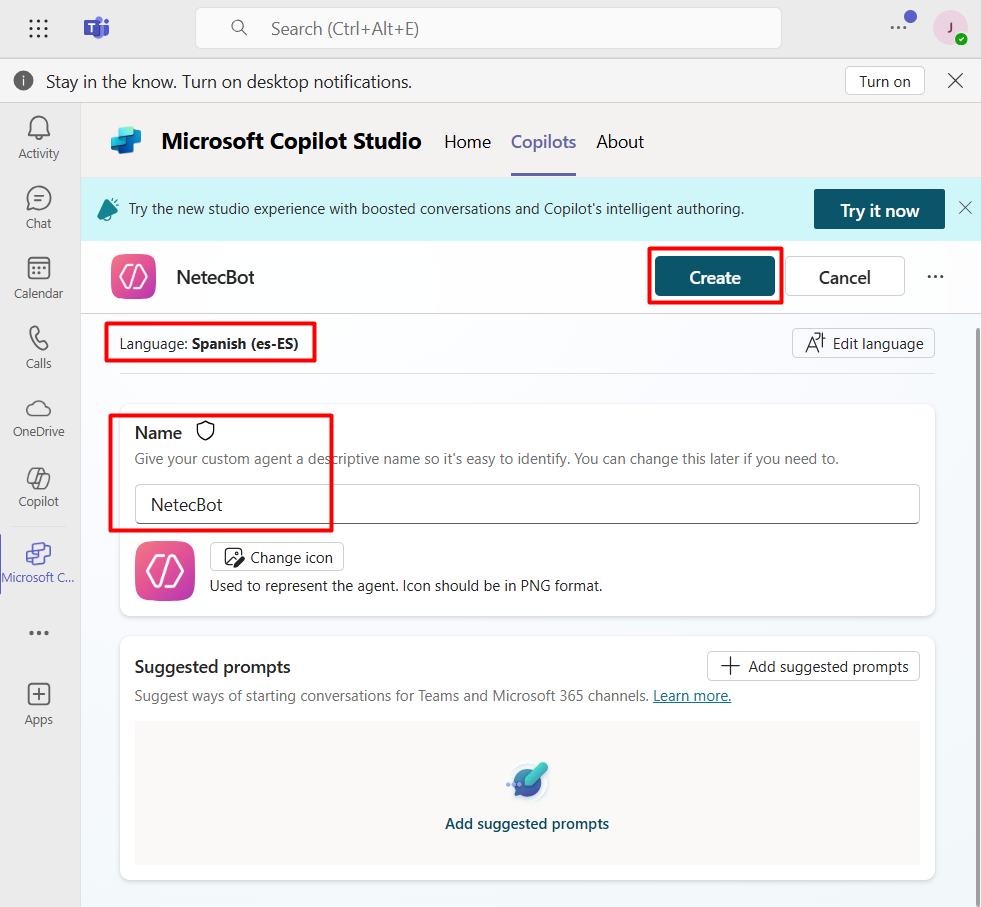 Search (Ctrl+Alt+E)
J
Stay in the know. Turn on desktop notifications.
Turn on
Activity
Chat
Calendar
Calls
OneDrive
Copilot
Microsoft C...
Apps
Microsoft Copilot Studio
Home
Copilots
About
Try the new studio experience with boosted conversations and Copilot's intelligent authoring.
Try it now
NetecBot
Create
Cancel
Language: Spanish (es-ES)
Edit language
Name
Give your custom agent a descriptive name so it's easy to identify. You can change this later if you need to.
NetecBot
Change icon
Used to represent the agent. Icon should be in PNG format.
Suggested prompts
Add suggested prompts
Suggest ways of starting conversations for Teams and Microsoft 365 channels. Learn more.
Add suggested prompts